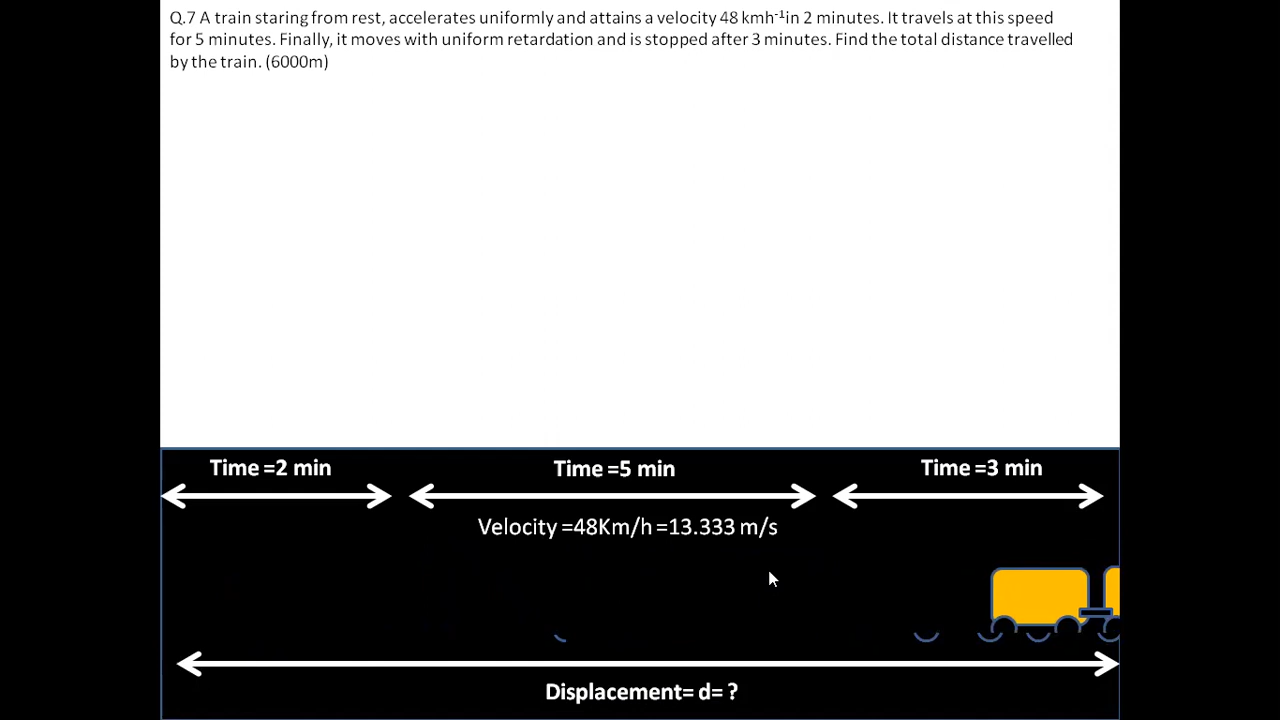 Q.7 A train staring from rest, accelerates uniformly and attains a velocity 48 kmh⁻¹in 2 minutes. It travels at this speed
for 5 minutes. Finally, it moves with uniform retardation and is stopped after 3 minutes. Find the total distance travelled
by the train. (6000m)
Time =2 min
Time =5 min
Time =3 min
Velocity =48Km/h =13.333 m/s
Displacement= d= ?